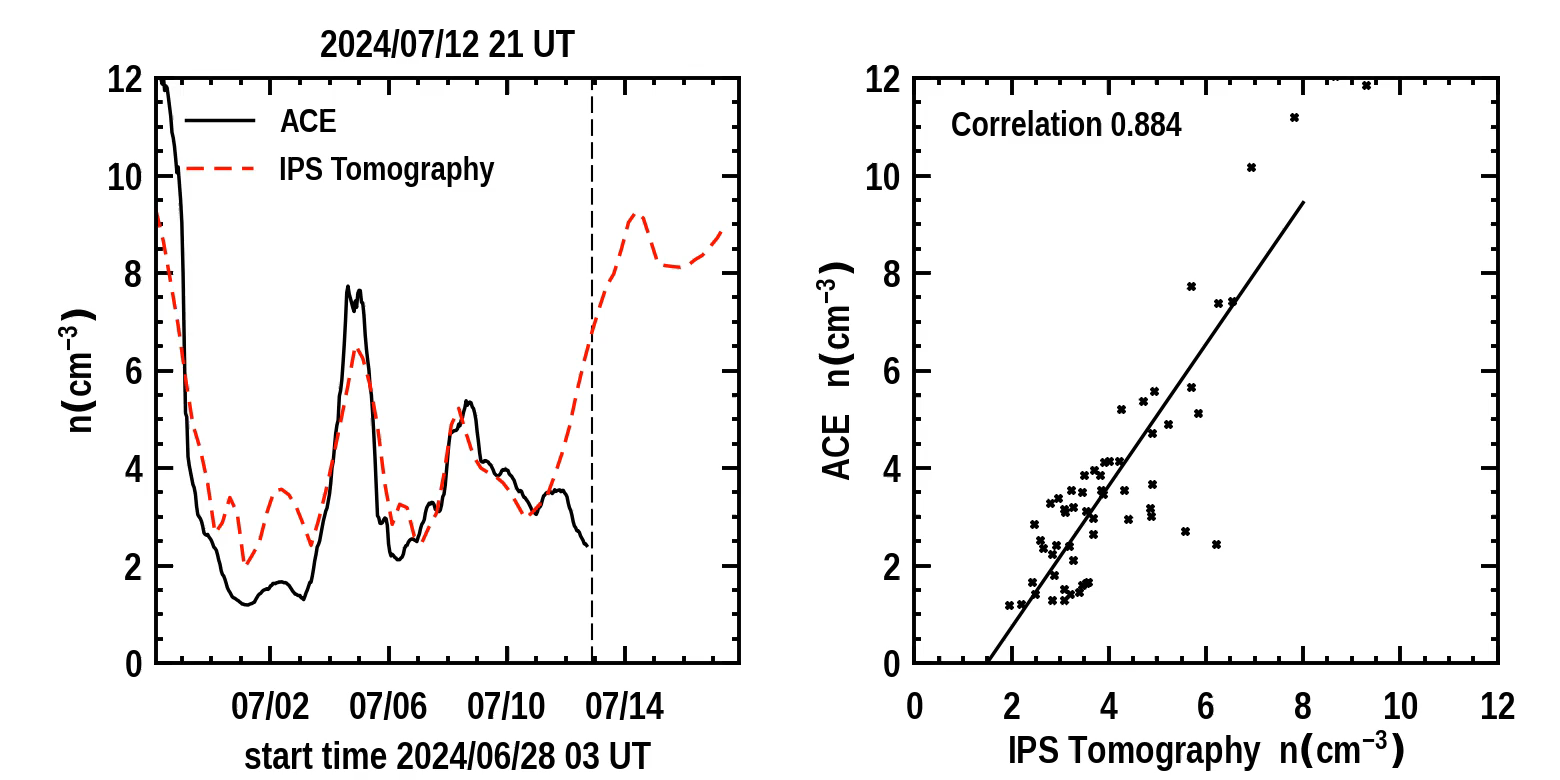 2024/07/12 21 UT
12
10
8
6
4
2
0
n(cm⁻³)
ACE
IPS Tomography
07/02 07/06 07/10 07/14
start time 2024/06/28 03 UT
12
10
8
6
4
2
0
ACE n(cm⁻³)
Correlation 0.884
0 2 4 6 8 10 12
IPS Tomography n(cm⁻³)